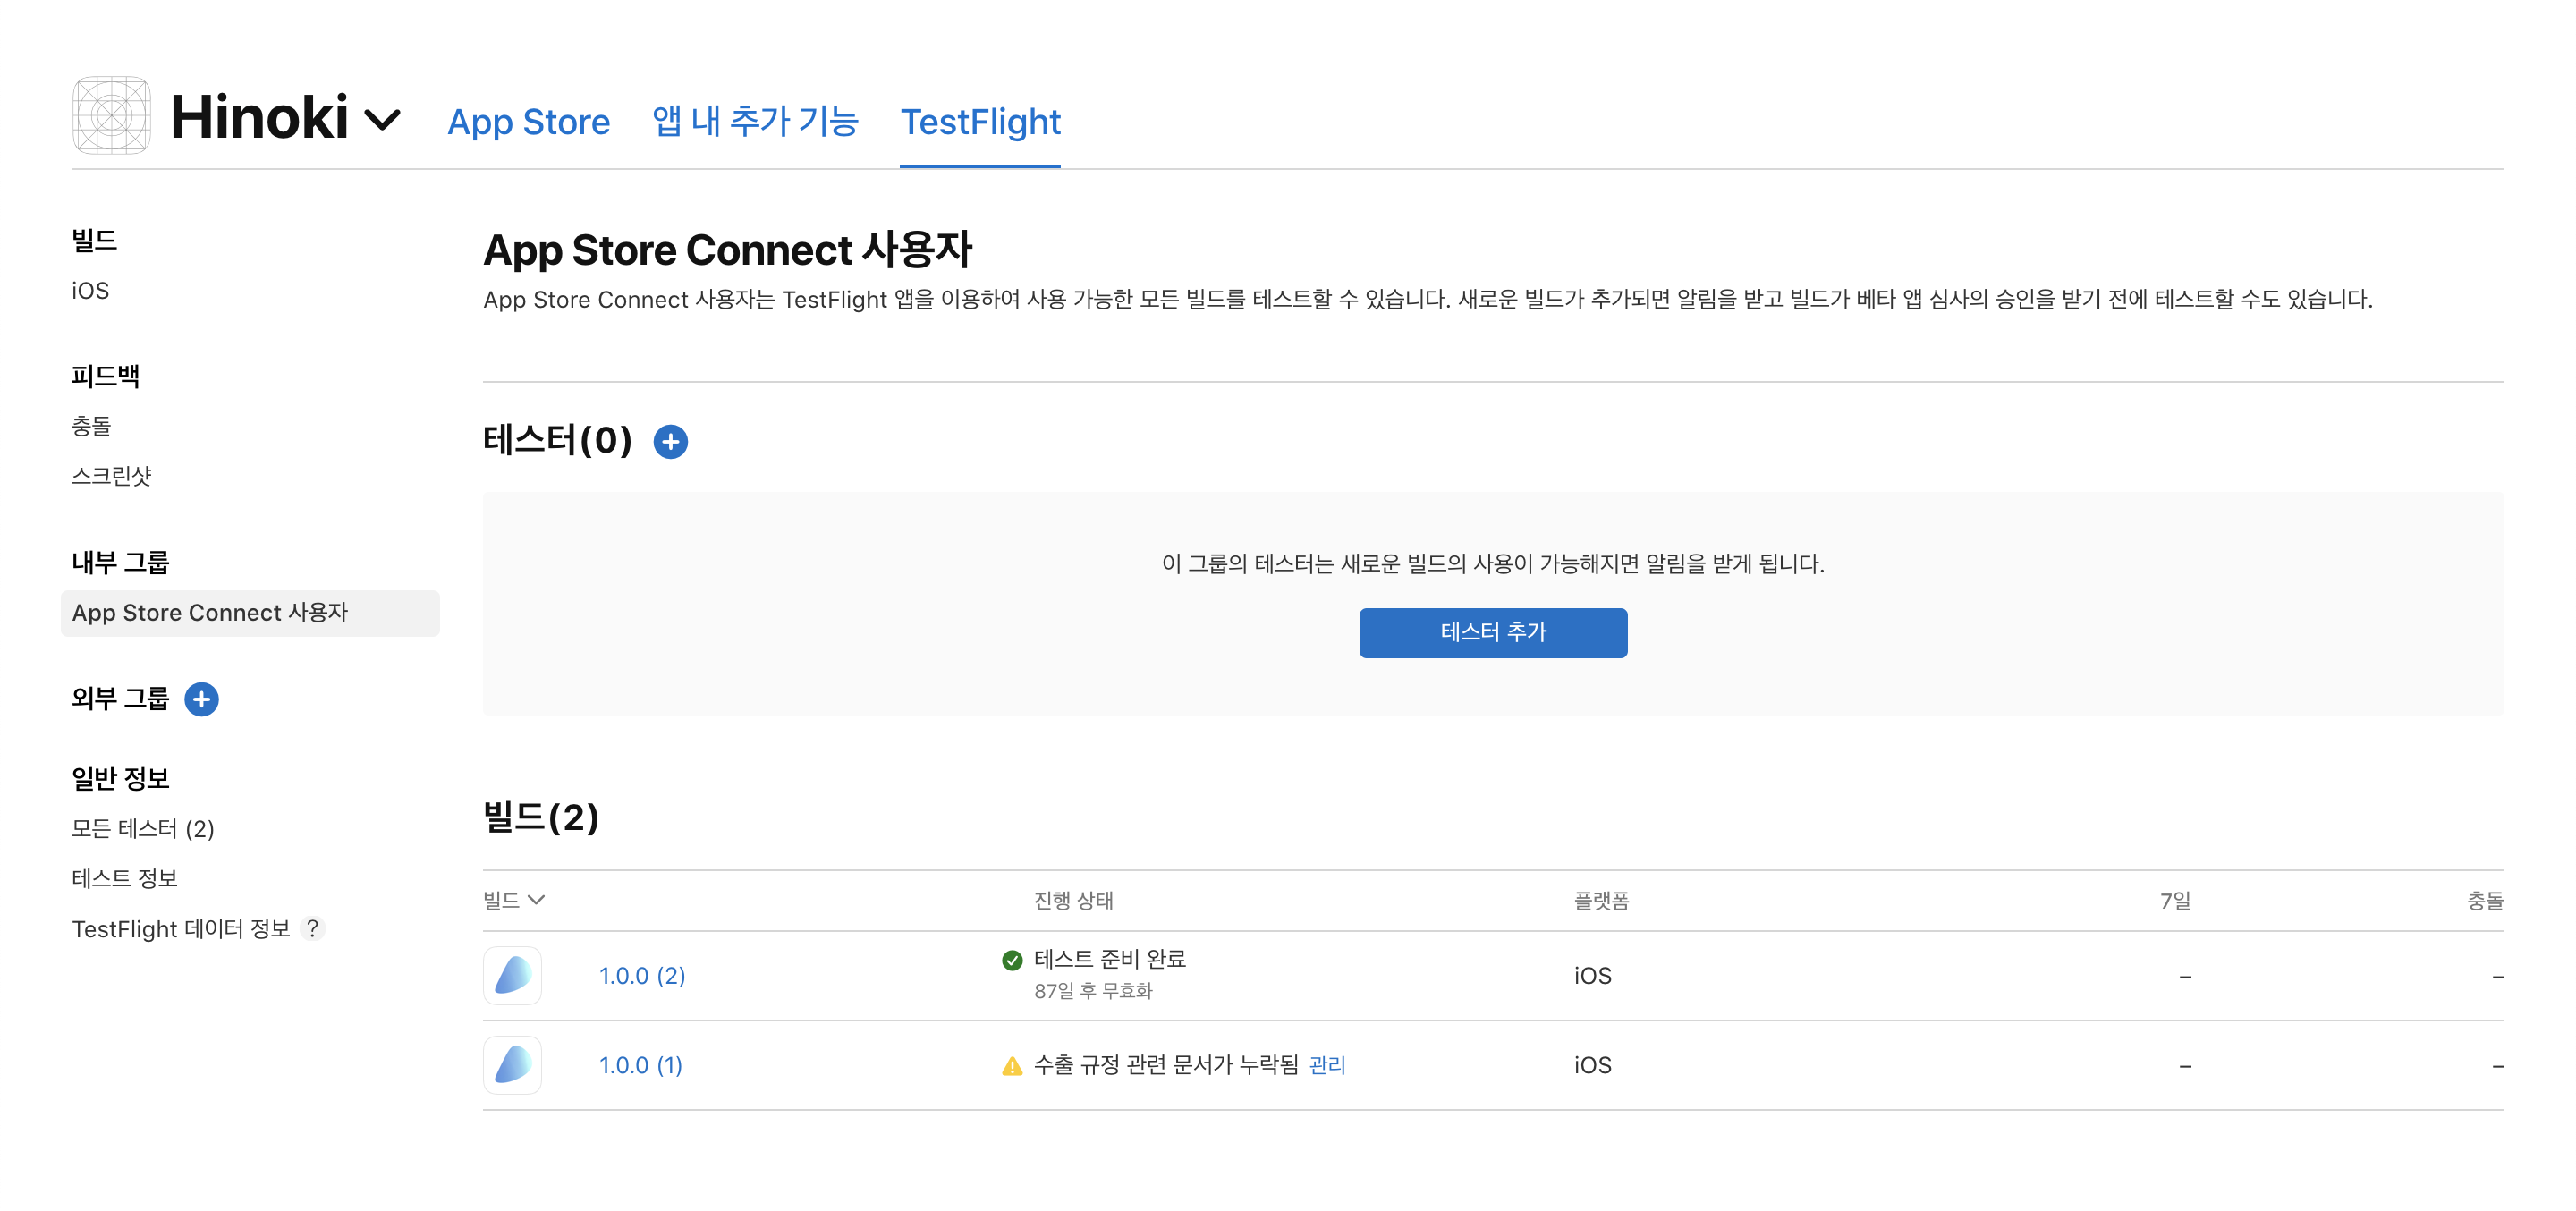 Hinoki
App Store
앱 내 추가 기능
TestFlight
빌드
iOS
피드백
충돌
스크린샷
내부 그룹
App Store Connect 사용자
외부 그룹
일반 정보
모든 테스터 (2)
테스트 정보
TestFlight 데이터 정보 ?
App Store Connect 사용자
App Store Connect 사용자는 TestFlight 앱을 이용하여 사용 가능한 모든 빌드를 테스트할 수 있습니다. 새로운 빌드가 추가되면 알림을 받고 빌드가 베타 앱 심사의 승인을 받기 전에 테스트할 수도 있습니다.
테스터(0)
이 그룹의 테스터는 새로운 빌드의 사용이 가능해지면 알림을 받게 됩니다.
테스터 추가
빌드(2)
빌드 진행 상태 플랫폼 7일 충돌
1.0.0 (2) 테스트 준비 완료 iOS – –
87일 후 무효화
1.0.0 (1) 수출 규정 관련 문서가 누락됨 관리 iOS – –